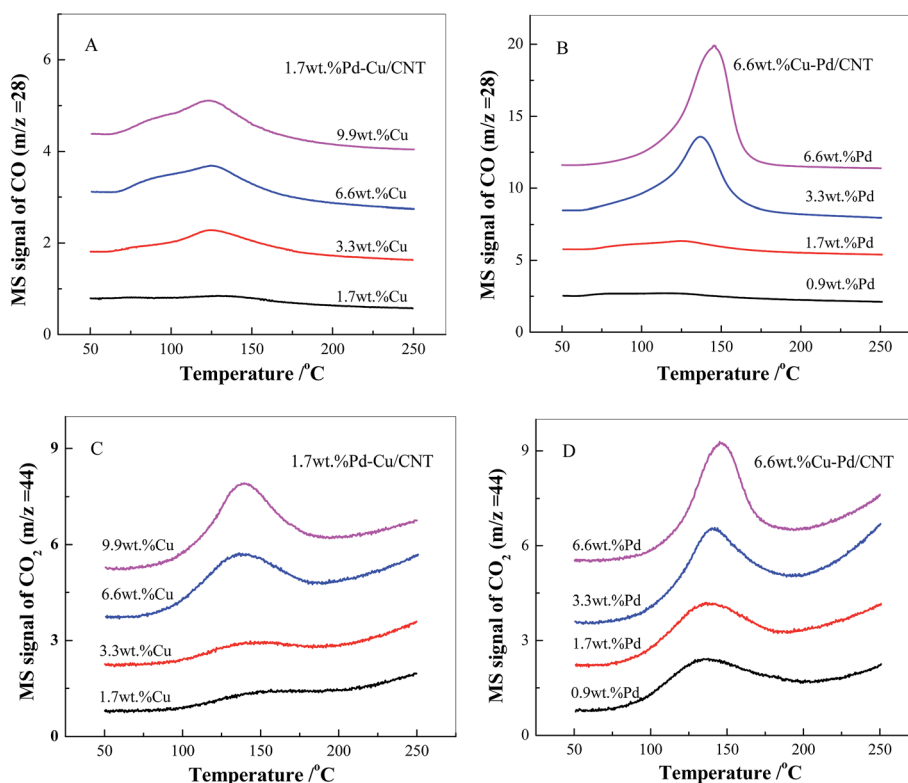 A
1.7wt.%Pd-Cu/CNT
9.9wt.%Cu
6.6wt.%Cu
3.3wt.%Cu
1.7wt.%Cu
MS signal of CO (m/z =28)
0
2
4
6
50
100
150
200
250
Temperature /°C
B
6.6wt.%Cu-Pd/CNT
6.6wt.%Pd
3.3wt.%Pd
1.7wt.%Pd
0.9wt.%Pd
MS signal of CO (m/z =28)
0
5
10
15
20
50
100
150
200
250
Temperature /°C
C
1.7wt.%Pd-Cu/CNT
9.9wt.%Cu
6.6wt.%Cu
3.3wt.%Cu
1.7wt.%Cu
MS signal of CO₂ (m/z =44)
0
3
6
9
50
100
150
200
250
Temperature /°C
D
6.6wt.%Cu-Pd/CNT
6.6wt.%Pd
3.3wt.%Pd
1.7wt.%Pd
0.9wt.%Pd
MS signal of CO₂ (m/z =44)
0
3
6
9
50
100
150
200
250
Temperature /°C